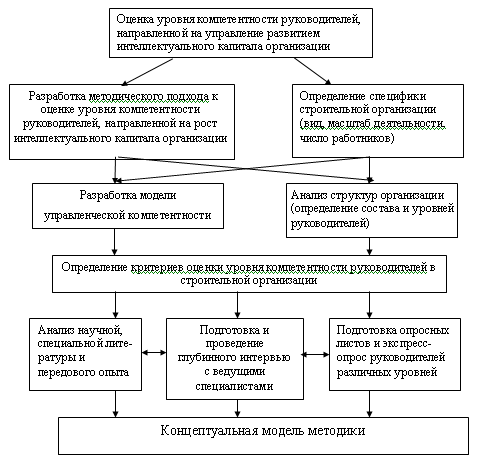 Оценка уровня компетентности руководителей,
направленной на управление развитием
интеллектуального капитала организации
Разработка методического подхода к
оценке уровня компетентности
руководителей, направленной на рост
интеллектуального капитала организации
Определение специфики
строительной организации
(вид, масштаб деятельности,
число работников)
Разработка модели
управленческой компетентности
Анализ структур организации
(определение состава и уровней
руководителей)
Определение критериев оценки уровня компетентности руководителей в
строительной организации
Анализ научной,
специальной лите-
ратуры и
передового опыта
Подготовка и
проведение
глубинного интервью
с ведущими
специалистами
Подготовка опросных
листов и экспресс-
опрос руководителей
различных уровней
Концептуальная модель методики